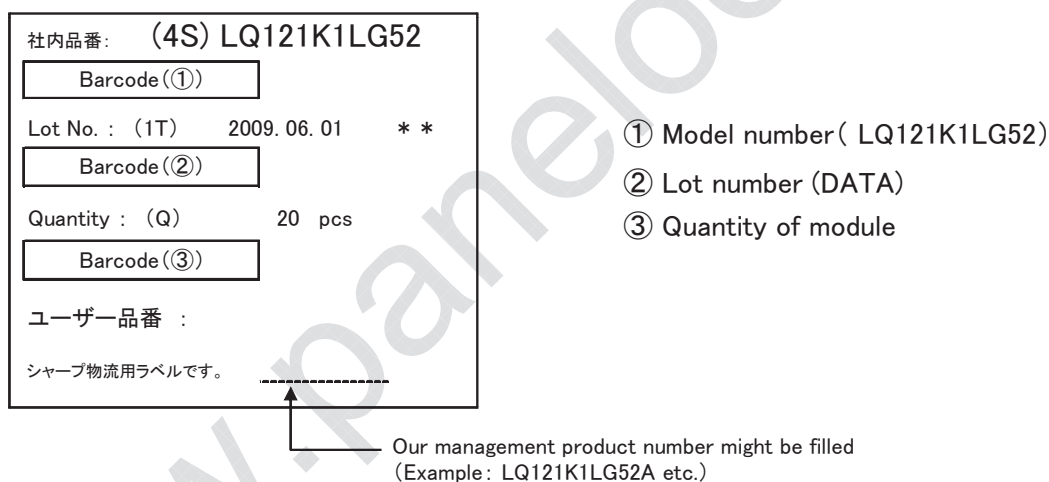 社内品番: (4S) LQ121K1LG52
Barcode(①)
Lot No. : (1T) 2009.06.01 * *
Barcode(②)
Quantity : (Q) 20 pcs
Barcode(③)
ユーザー品番 :
シャープ物流用ラベルです。
① Model number( LQ121K1LG52)
② Lot number (DATA)
③ Quantity of module
Our management product number might be filled
(Example: LQ121K1LG52A etc.)
w.panelo